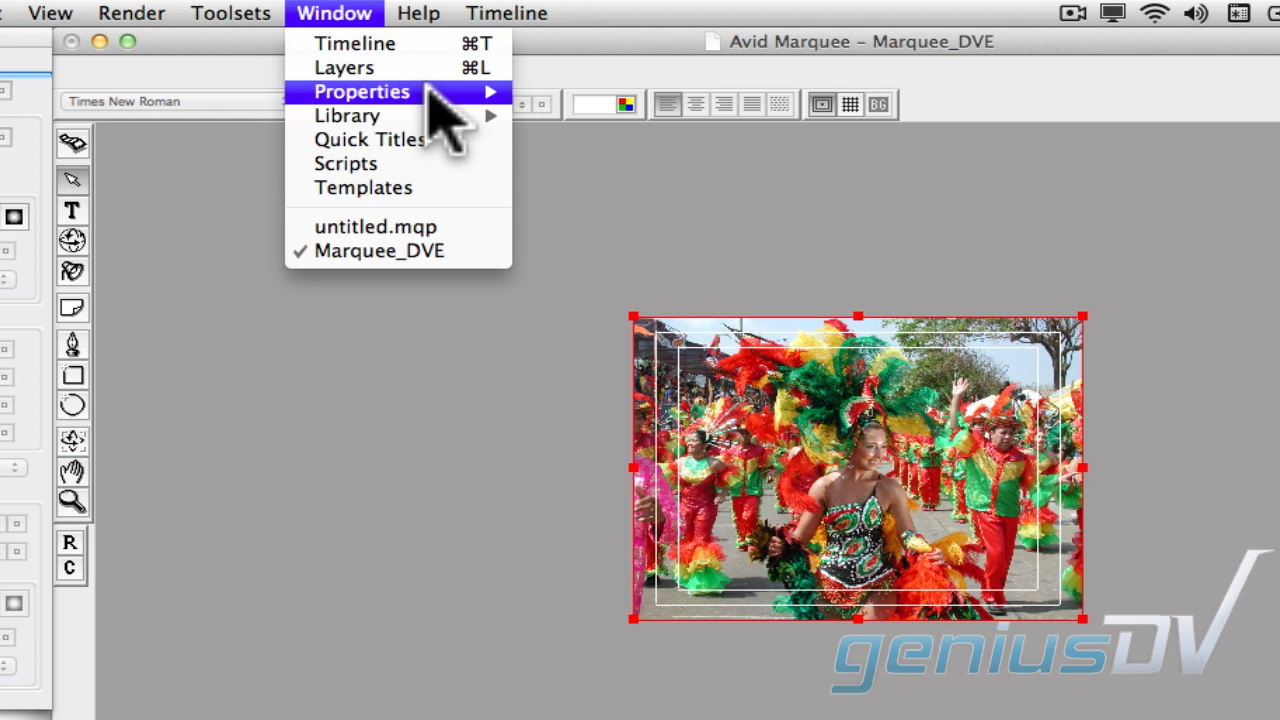 View Render Toolsets Window Help Timeline
Avid Marquee – Marquee_DVE
Timeline ⌘T
Layers ⌘L
Properties
Times New Roman
BG
Library
Quick Titles
Scripts
Templates
untitled.mqp
Marquee_DVE
T
R
C
geniusDV